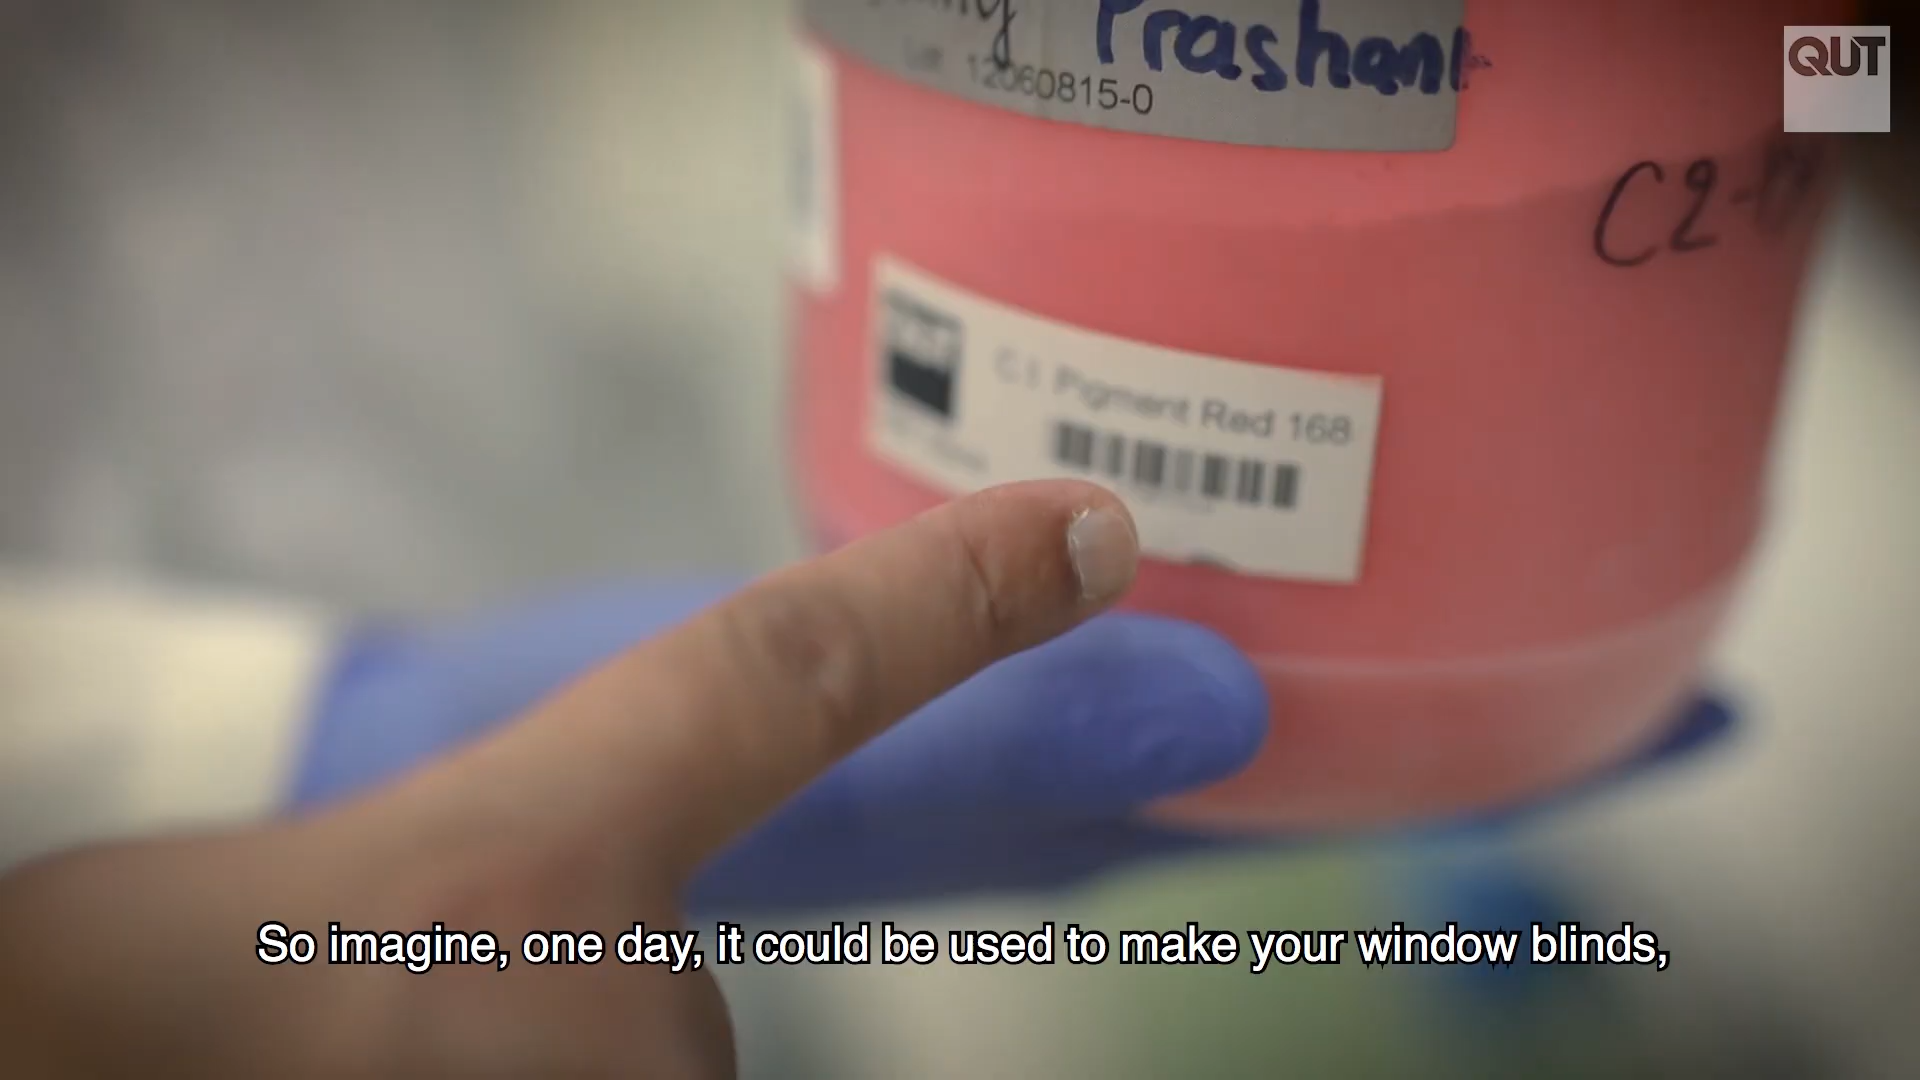 Prashant
12060815-0
QUT
C2-
C I Pigment Red 168
So imagine, one day, it could be used to make your window blinds,